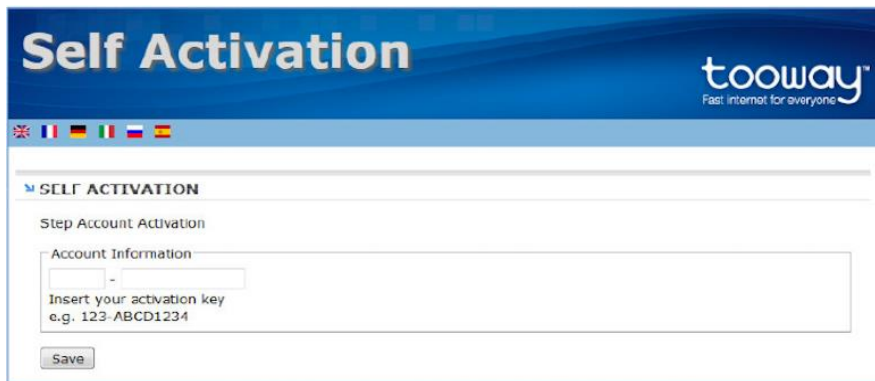 Self Activation
tooway™
Fast internet for everyone
SELF ACTIVATION
Step Account Activation
Account Information
-
Insert your activation key
e.g. 123-ABCD1234
Save